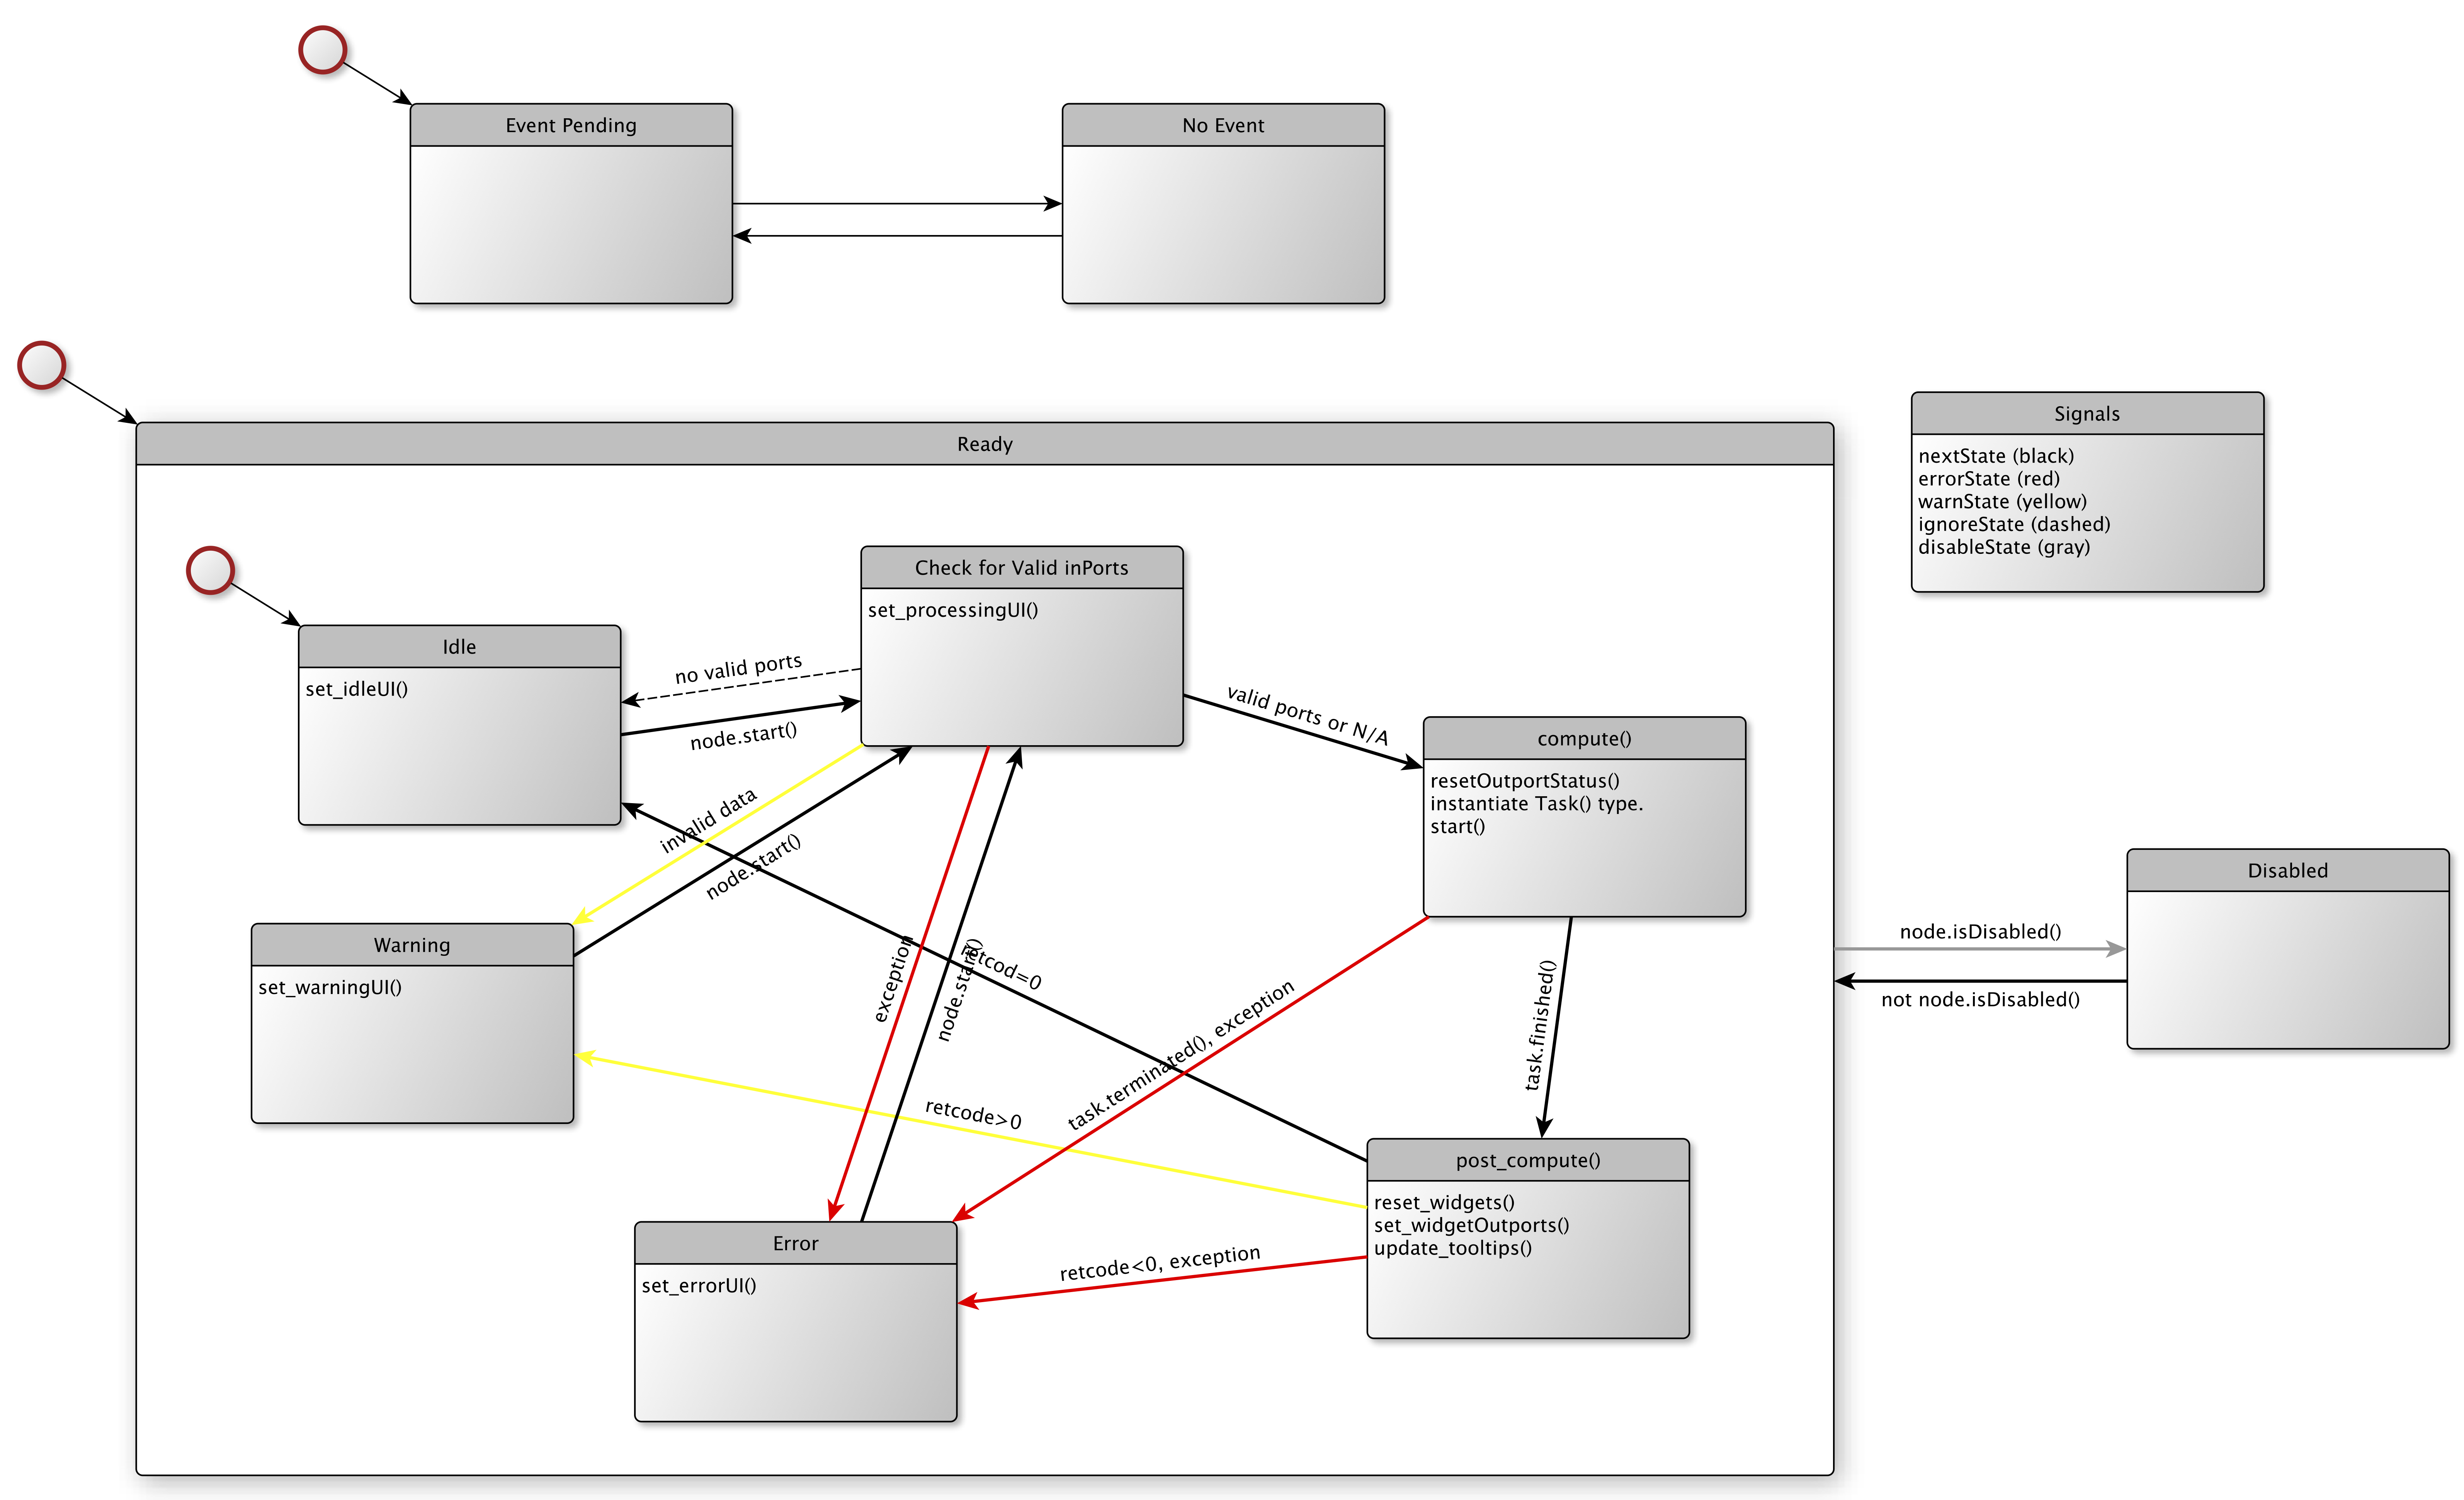 Event Pending
No Event
Ready
Signals
nextState (black)
errorState (red)
warnState (yellow)
ignoreState (dashed)
disableState (gray)
Check for Valid inPorts
set_processingUI()
Idle
set_idleUI()
no valid ports
node.start()
valid ports or N/A
compute()
resetOutportStatus()
instantiate Task() type.
start()
invalid data
node.start()
Disabled
node.isDisabled()
not node.isDisabled()
Warning
set_warningUI()
exception
node.start()
retcod=0
task.terminated(), exception
task.finished()
retcode>0
post_compute()
reset_widgets()
set_widgetOutports()
update_tooltips()
Error
set_errorUI()
retcode<0, exception